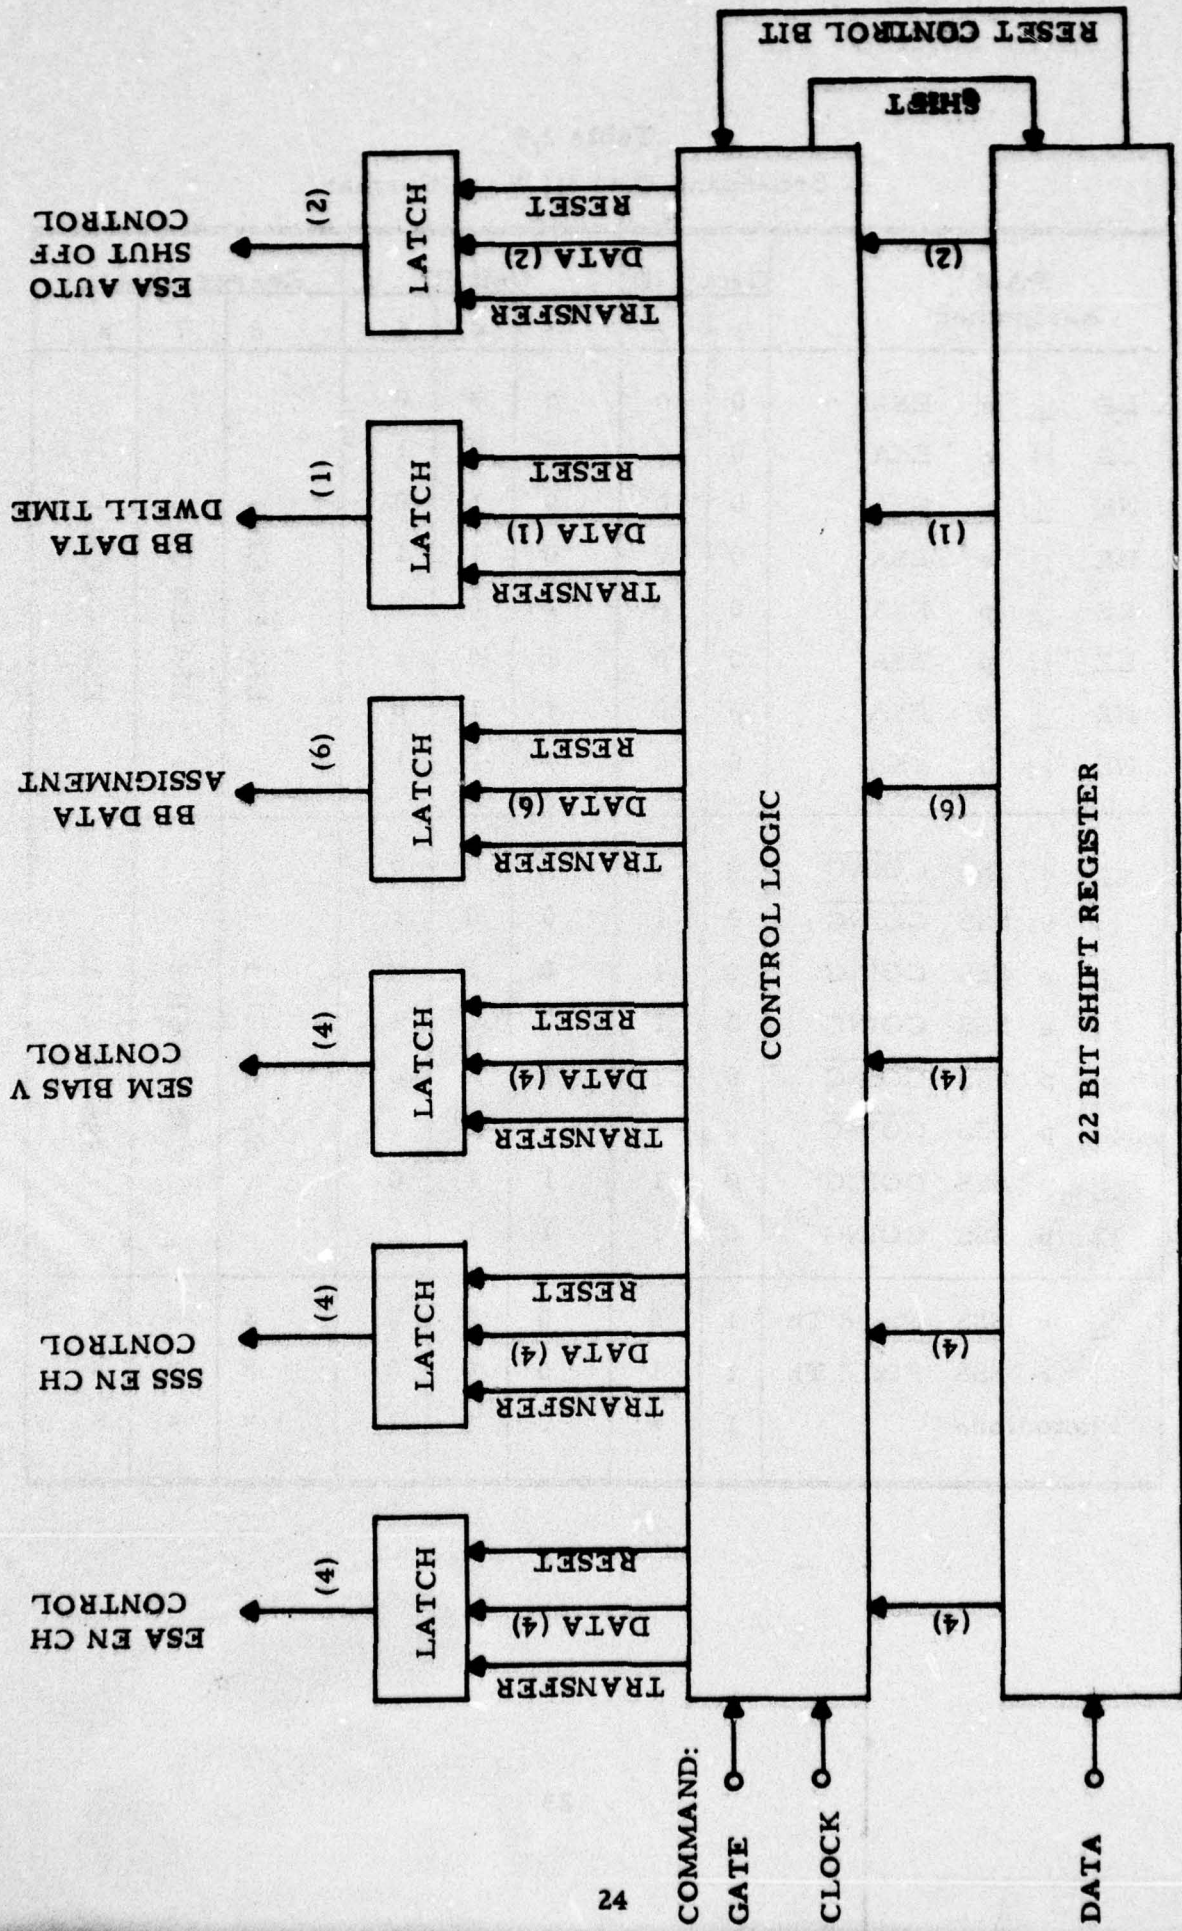 ESA EN CH
CONTROL
SSS EN CH
CONTROL
SEM BIAS V
CONTROL
BB DATA
ASSIGNMENT
BB DATA
DWELL TIME
ESA AUTO
SHUT OFF
CONTROL
(4)
(4)
(4)
(6)
(1)
(2)
LATCH
LATCH
LATCH
LATCH
LATCH
LATCH
TRANSFER
DATA (4)
RESET
TRANSFER
DATA (4)
RESET
TRANSFER
DATA (4)
RESET
TRANSFER
DATA (6)
RESET
TRANSFER
DATA (1)
RESET
TRANSFER
DATA (2)
RESET
COMMAND:
GATE
CLOCK
CONTROL LOGIC
SHIFT
RESET CONTROL BIT
(4)
(4)
(4)
(6)
(1)
(2)
DATA
22 BIT SHIFT REGISTER
24